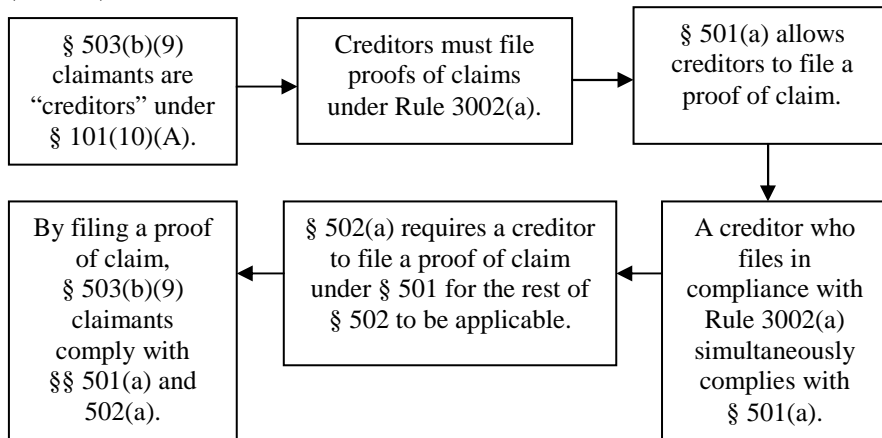 § 503(b)(9)
claimants are
“creditors” under
§ 101(10)(A).
Creditors must file
proofs of claims
under Rule 3002(a).
§ 501(a) allows
creditors to file a
proof of claim.
A creditor who
files in
compliance with
Rule 3002(a)
simultaneously
complies with
§ 501(a).
§ 502(a) requires a creditor
to file a proof of claim
under § 501 for the rest of
§ 502 to be applicable.
By filing a proof
of claim,
§ 503(b)(9)
claimants
comply with
§§ 501(a) and
502(a).